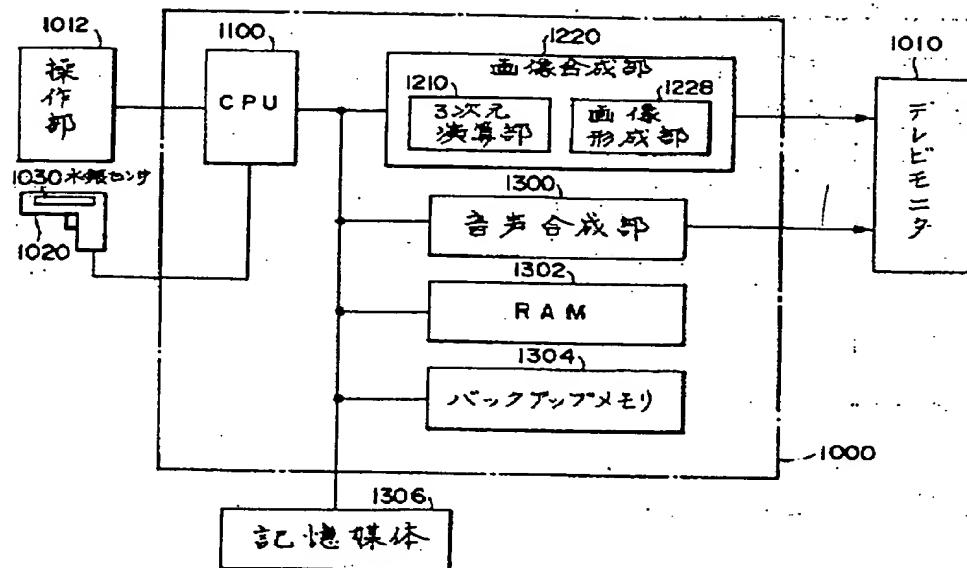 1012
操作部
1100
CPU
1220
画像合成部
1210
3次元
演算部
1228
画像
形成部
1010
テレビモニタ
1030 水銀センサ
1020
1300
音声合成部
1302
RAM
1304
バックアップメモリ
1000
1306
記憶媒体